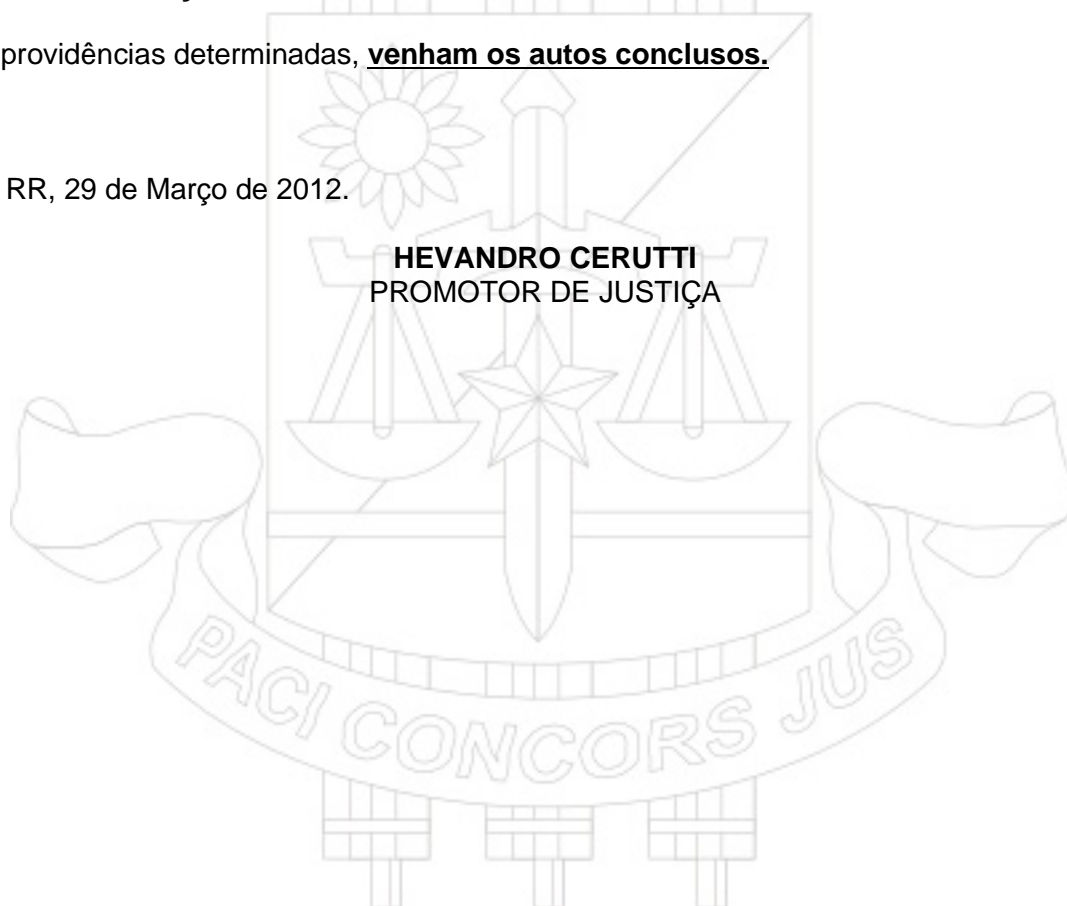 providências determinadas, venham os autos conclusos.
RR, 29 de Março de 2012.
HEVANDRO CERUTTI
PROMOTOR DE JUSTIÇA
PACI CONCORS JUS